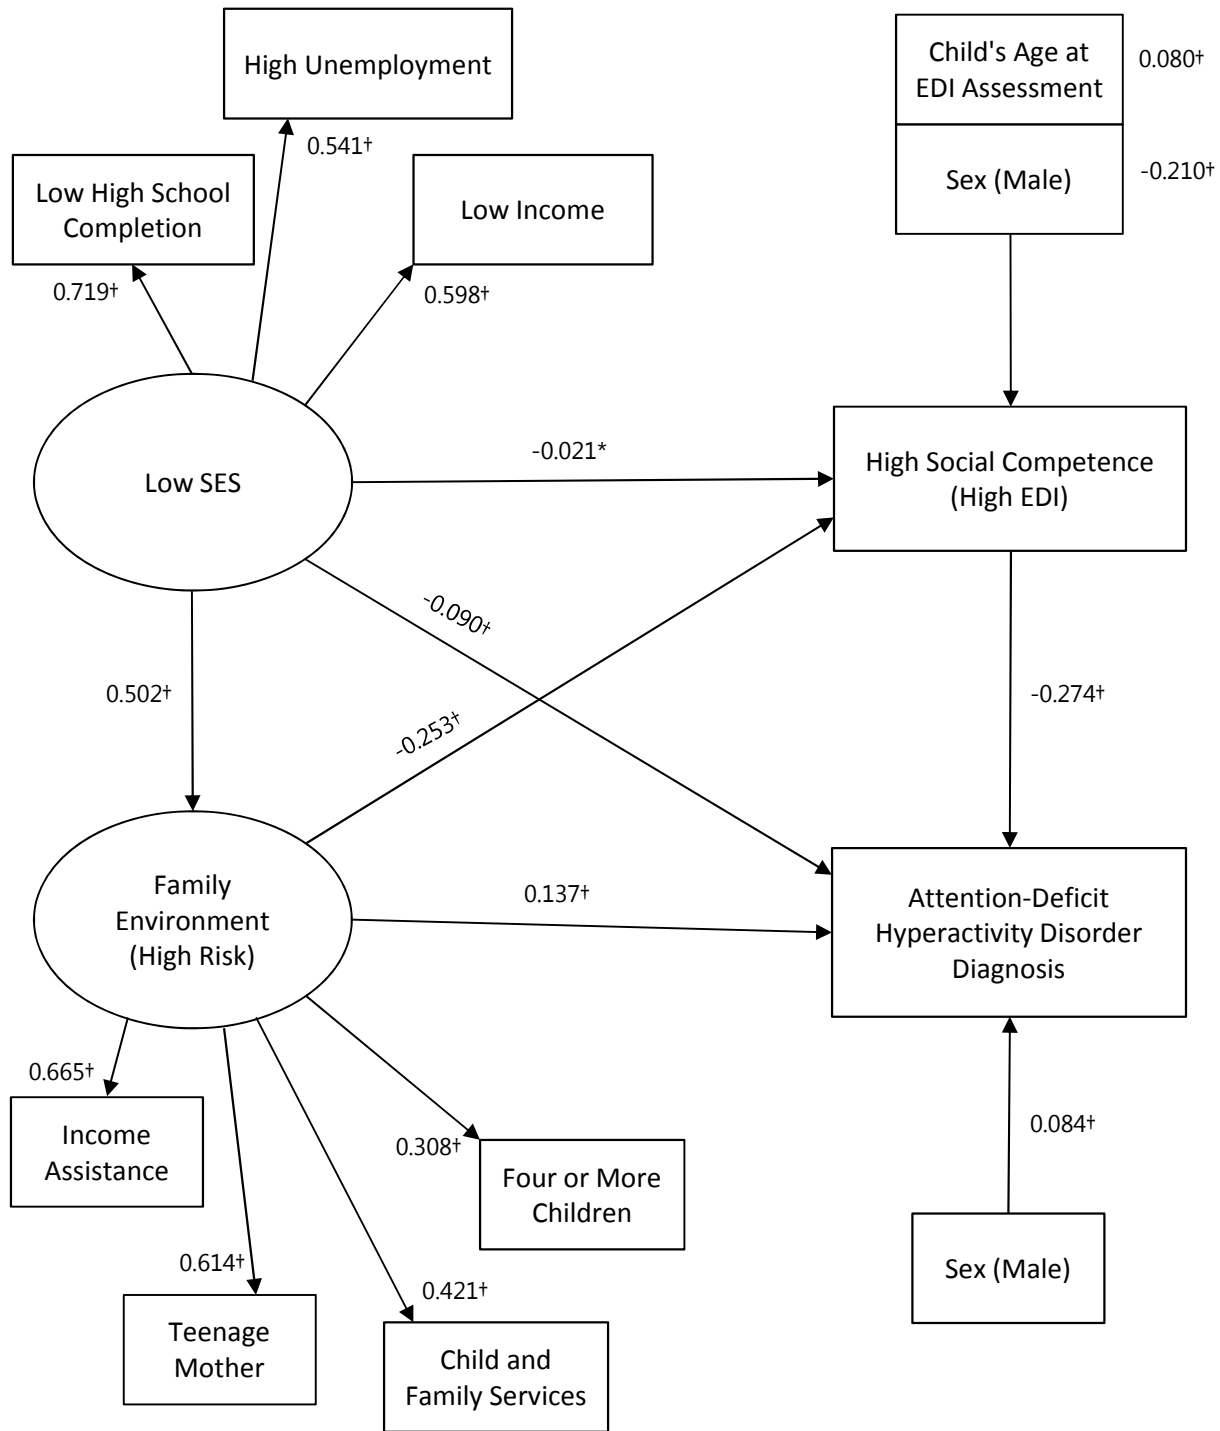 High Unemployment
0.541†
Low High School
Completion
0.719†
Low Income
0.598†
Child's Age at
EDI Assessment
0.080†
Sex (Male)
-0.210†
Low SES
-0.021*
High Social Competence
(High EDI)
-0.090†
0.502†
-0.253†
-0.274†
Family
Environment
(High Risk)
0.137†
Attention-Deficit
Hyperactivity Disorder
Diagnosis
0.665†
Income
Assistance
0.308†
Four or More
Children
0.084†
0.614†
Teenage
Mother
0.421†
Child and
Family Services
Sex (Male)